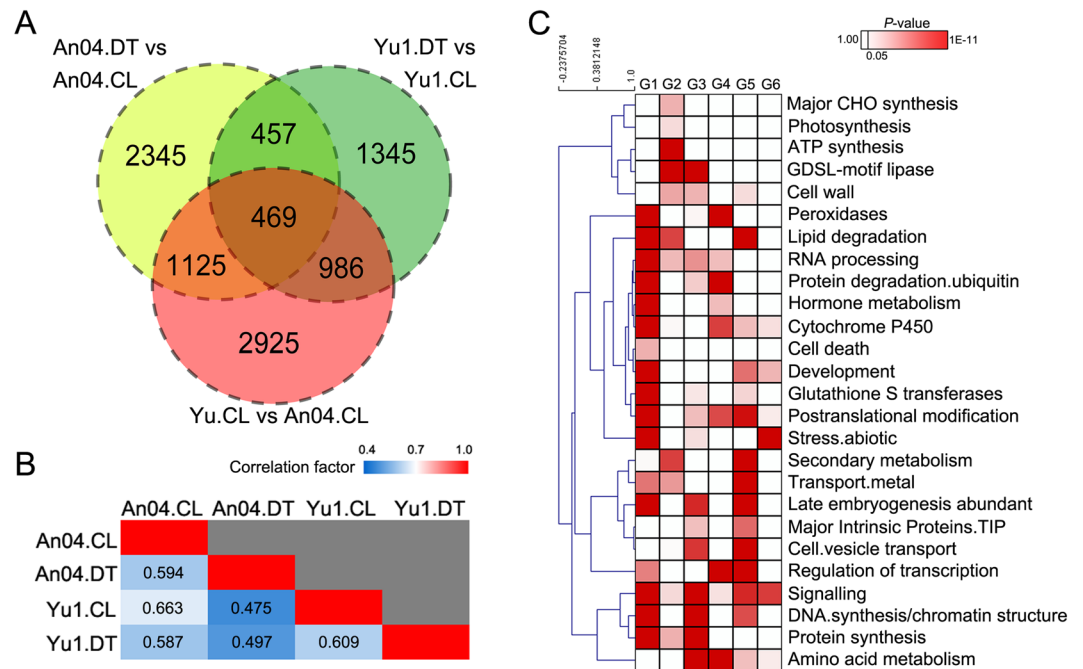 A
An04.DT vs
An04.CL
Yu1.DT vs
Yu1.CL
2345
457
1345
469
1125
986
2925
Yu.CL vs An04.CL
B
0.4 0.7 1.0
Correlation factor
An04.CL An04.DT Yu1.CL Yu1.DT
An04.CL
An04.DT 0.594
Yu1.CL 0.663 0.475
Yu1.DT 0.587 0.497 0.609
C
P-value
1.00 1E-11
0.05
-0.2375704
-0.3812148
1.0
G1 G2 G3 G4 G5 G6
Major CHO synthesis
Photosynthesis
ATP synthesis
GDSL-motif lipase
Cell wall
Peroxidases
Lipid degradation
RNA processing
Protein degradation.ubiquitin
Hormone metabolism
Cytochrome P450
Cell death
Development
Glutathione S transferases
Postranslational modification
Stress.abiotic
Secondary metabolism
Transport.metal
Late embryogenesis abundant
Major Intrinsic Proteins.TIP
Cell.vesicle transport
Regulation of transcription
Signalling
DNA.synthesis/chromatin structure
Protein synthesis
Amino acid metabolism